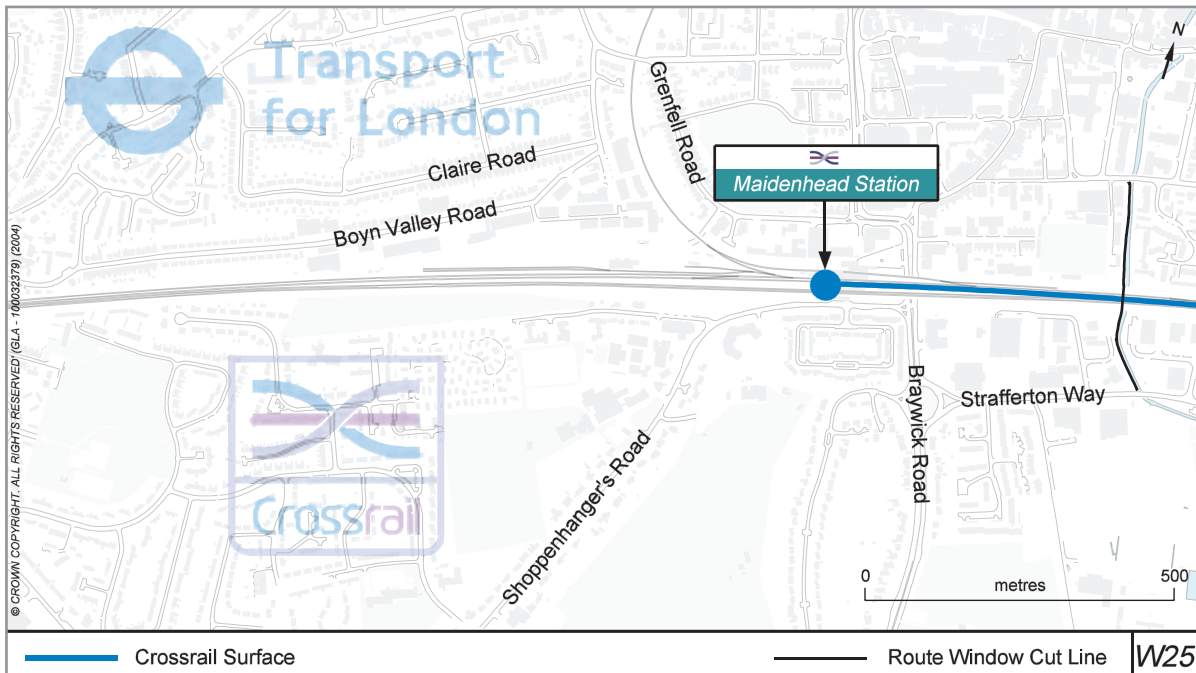 Transport
for London
N
Grenfell Road
Maidenhead Station
Claire Road
Boyn Valley Road
Braywick Road
Strafferton Way
Shoppenhanger's Road
Crossrail
0
500
metres
© CROWN COPYRIGHT. ALL RIGHTS RESERVED' (GLA - 100032379) (2004)
Crossrail Surface
Route Window Cut Line
W25